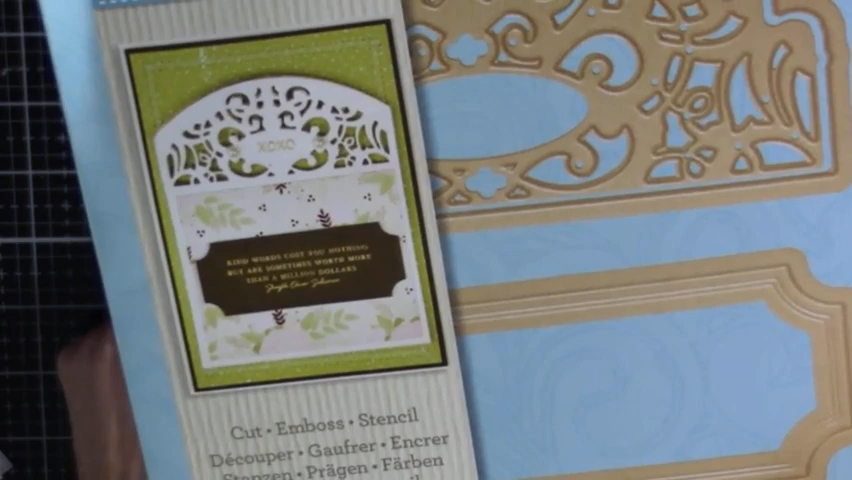 XOXO
KIND WORDS COST YOU NOTHING
BUT ARE SOMETIMES WORTH MORE
THAN A MILLION DOLLARS
Cut • Emboss • Stencil
Découper • Gaufrer • Encrer
Stanzen • Prägen • Färben